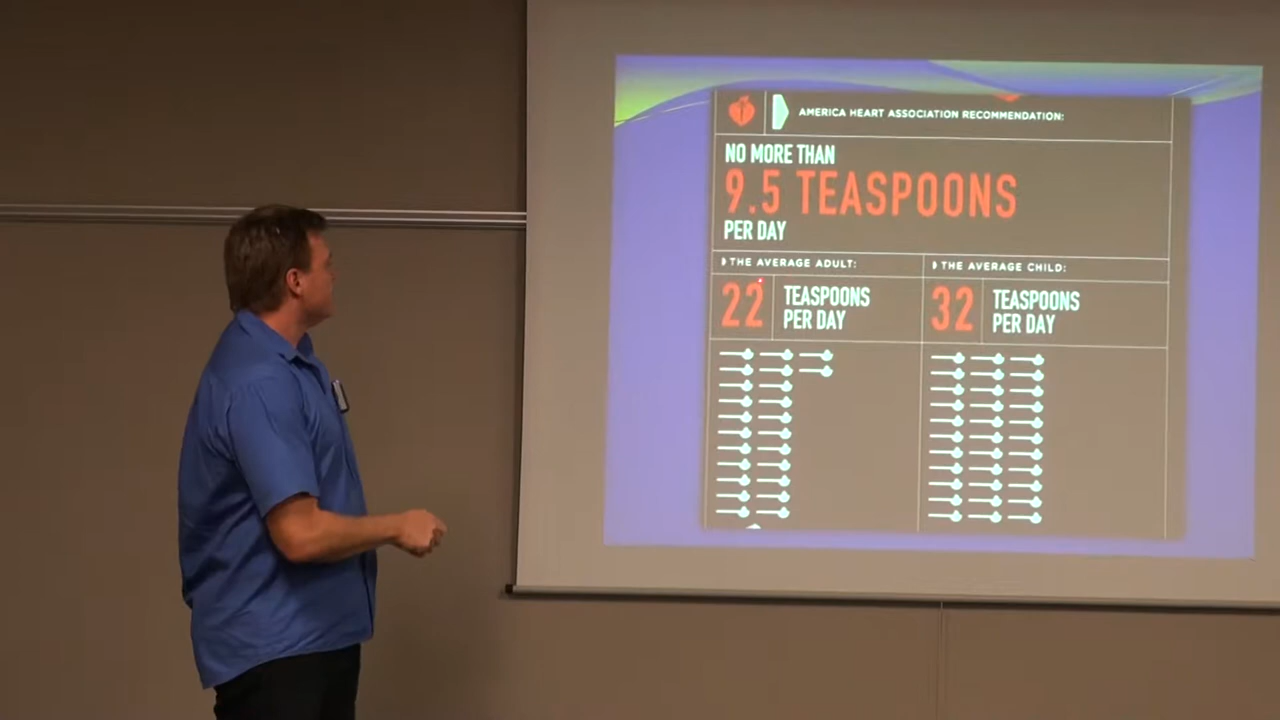 AMERICA HEART ASSOCIATION RECOMMENDATION:
NO MORE THAN
9.5 TEASPOONS
PER DAY
THE AVERAGE ADULT:
22 TEASPOONS
PER DAY
THE AVERAGE CHILD:
32 TEASPOONS
PER DAY